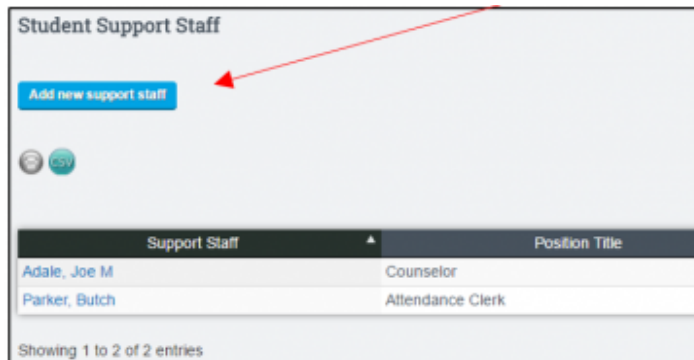 Student Support Staff
Add new support staff
CSV
Support Staff Position Title
Adale, Joe M Counselor
Parker, Butch Attendance Clerk
Showing 1 to 2 of 2 entries